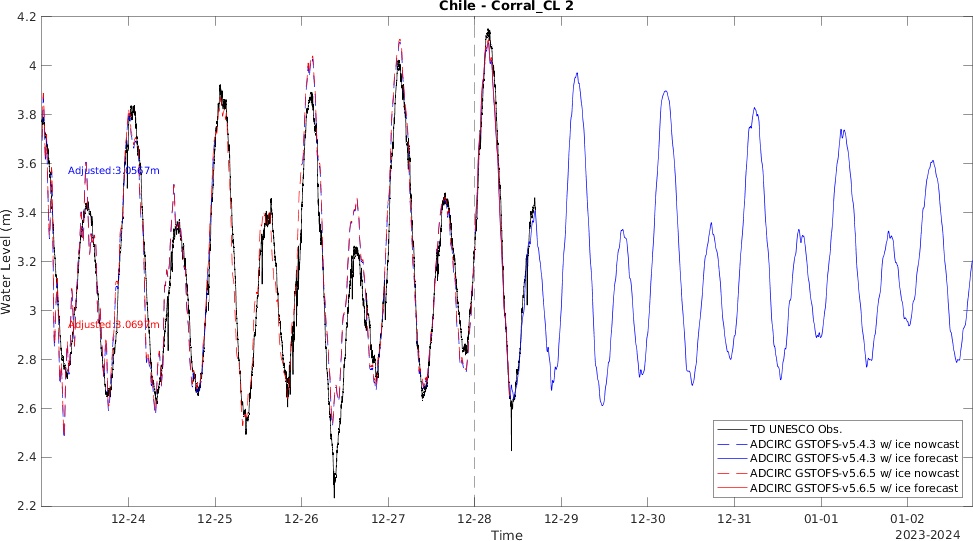 Chile - Corral_CL 2
4.2
4
3.8
3.6
3.4
3.2
3
2.8
2.6
2.4
2.2
Water Level (m)
Adjusted:3.0567m
Adjusted:3.0697m
TD UNESCO Obs.
ADCIRC GSTOFS-v5.4.3 w/ ice nowcast
ADCIRC GSTOFS-v5.4.3 w/ ice forecast
ADCIRC GSTOFS-v5.6.5 w/ ice nowcast
ADCIRC GSTOFS-v5.6.5 w/ ice forecast
12-24 12-25 12-26 12-27 12-28 12-29 12-30 12-31 01-01 01-02
Time
2023-2024